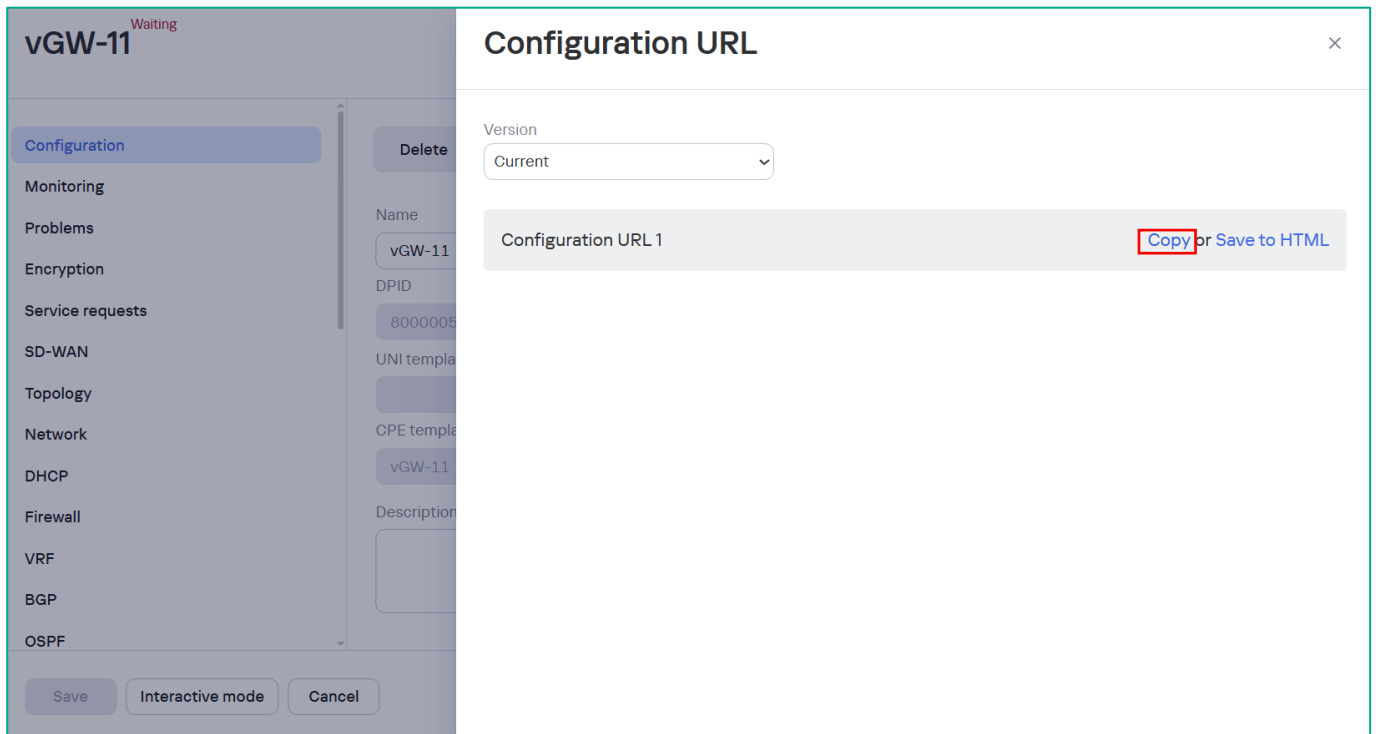 vGW-11 Waiting
Configuration
Monitoring
Problems
Encryption
Service requests
SD-WAN
Topology
Network
DHCP
Firewall
VRF
BGP
OSPF
Save Interactive mode Cancel
Delete
Name
vGW-11
DPID
8000005
UNI templa
CPE templa
vGW-11
Description
Configuration URL
Version
Current
Configuration URL 1 Copy or Save to HTML